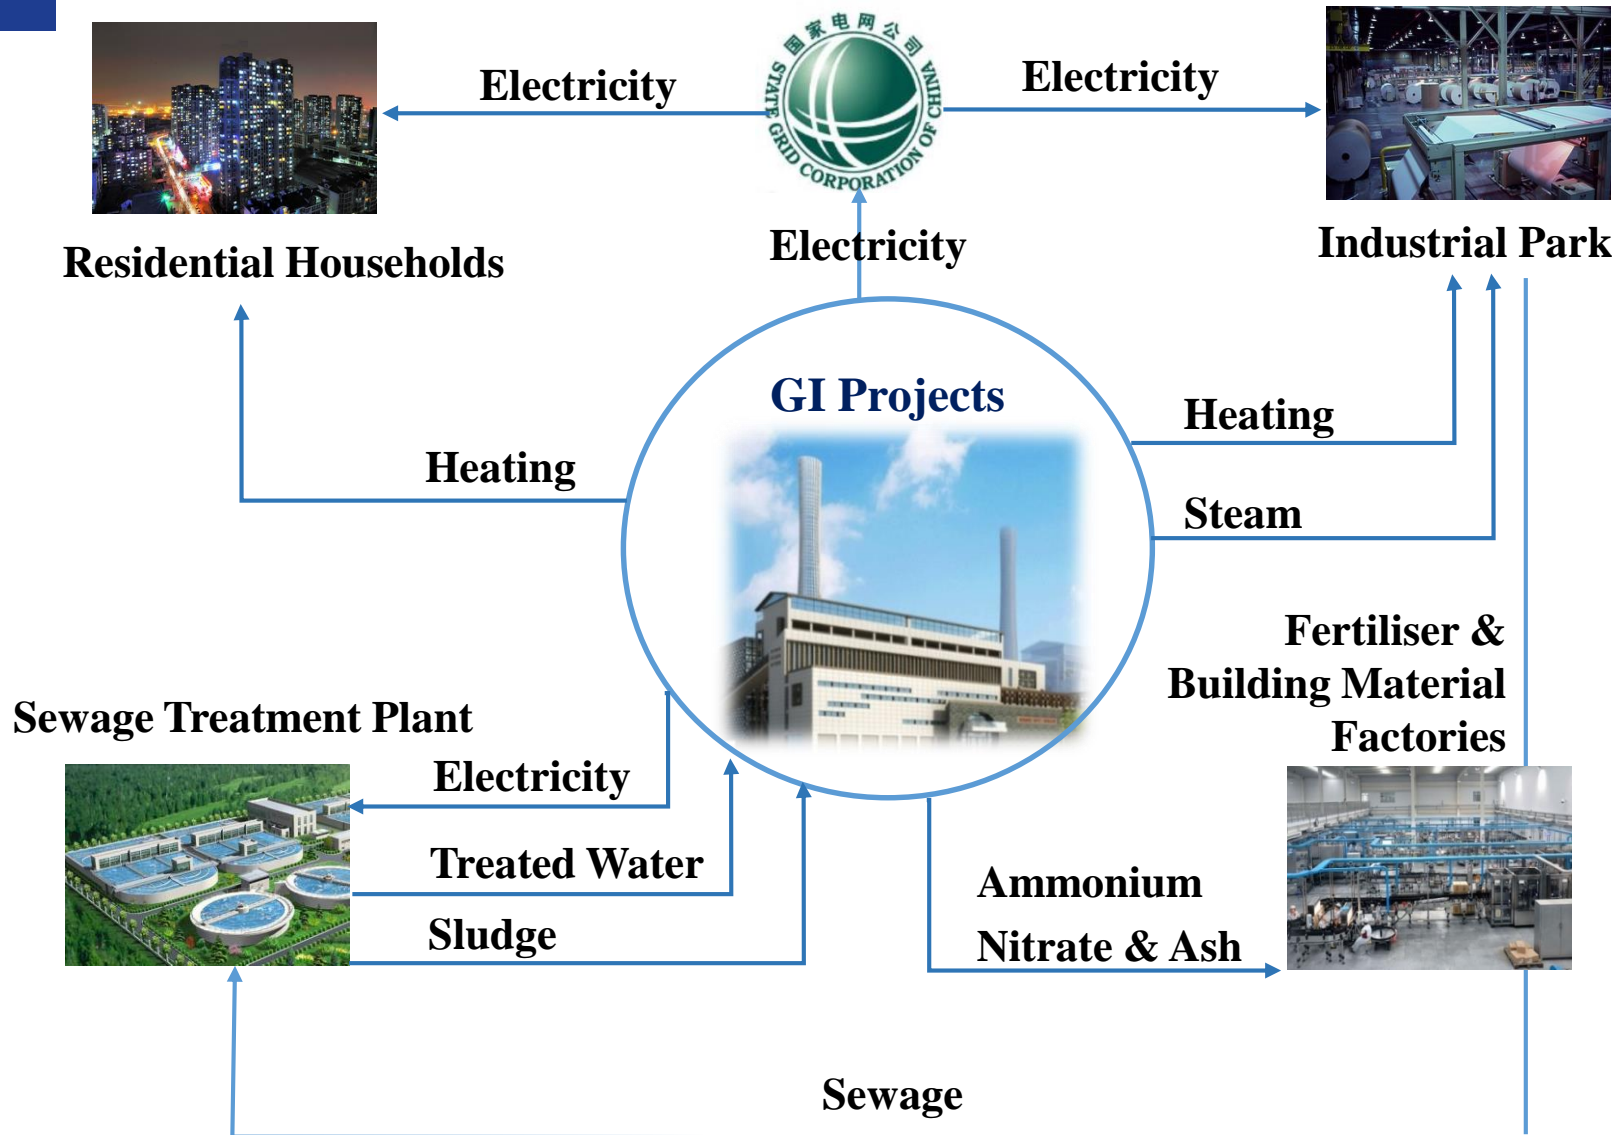 国家电网公司
STATE GRID CORPORATION OF CHINA
Electricity
Electricity
Residential Households
Electricity
Industrial Park
GI Projects
Heating
Heating
Steam
Fertiliser &
Building Material
Factories
Sewage Treatment Plant
Electricity
Treated Water
Sludge
Ammonium
Nitrate & Ash
Sewage